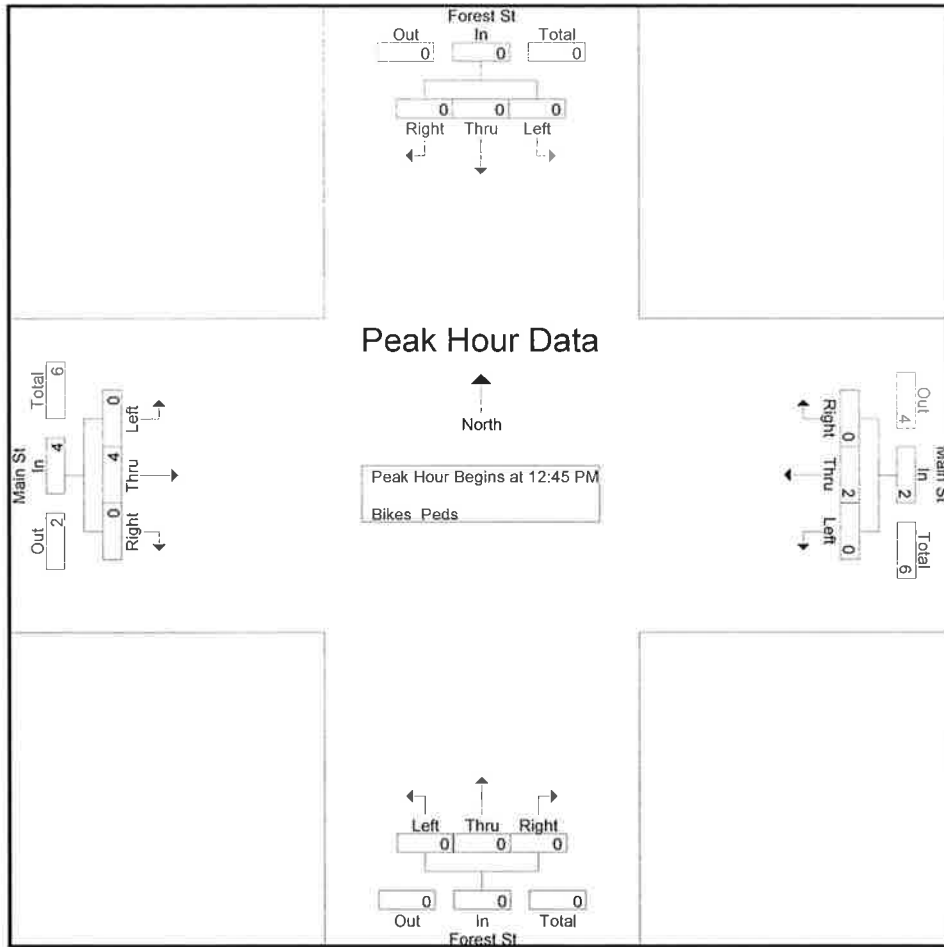 Forest St
Out In Total
0 0 0
0 0 0
Right Thru Left
Peak Hour Data
North
Peak Hour Begins at 12:45 PM
Bikes Peds
Main St
Total In Out
6 4 2
0 4 0
Left Thru Right
Right Thru Left
0 2 0
Out In Total
4 2 6
Main St
Left Thru Right
0 0 0
0 0 0
Out In Total
Forest St